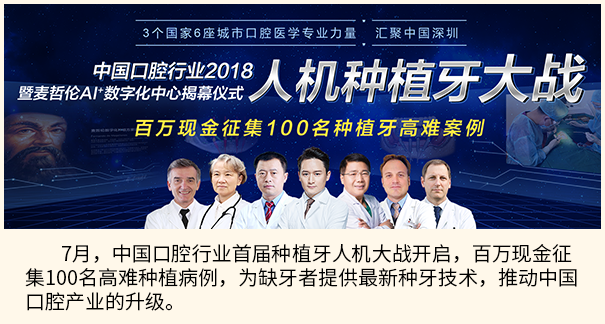 3个国家6座城市口腔医学专业力量 汇聚中国深圳
中国口腔行业2018
暨麦哲伦AI⁺数字化中心揭幕仪式
人机种植牙大战
百万现金征集100名种植牙高难案例
7月，中国口腔行业首届种植牙人机大战开启，百万现金征
集100名高难种植病例，为缺牙者提供最新种牙技术，推动中国
口腔产业的升级。